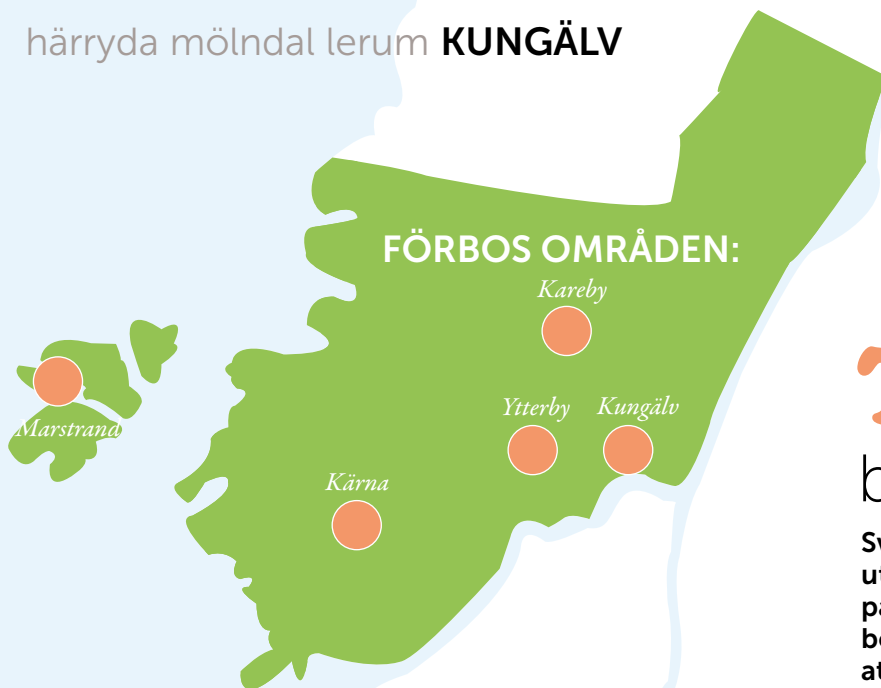 härryda mölndal lerum KUNGÄLV
FÖRBOS OMRÅDEN:
Kareby
Ytterby Kungälv
Marstrand
Kärna